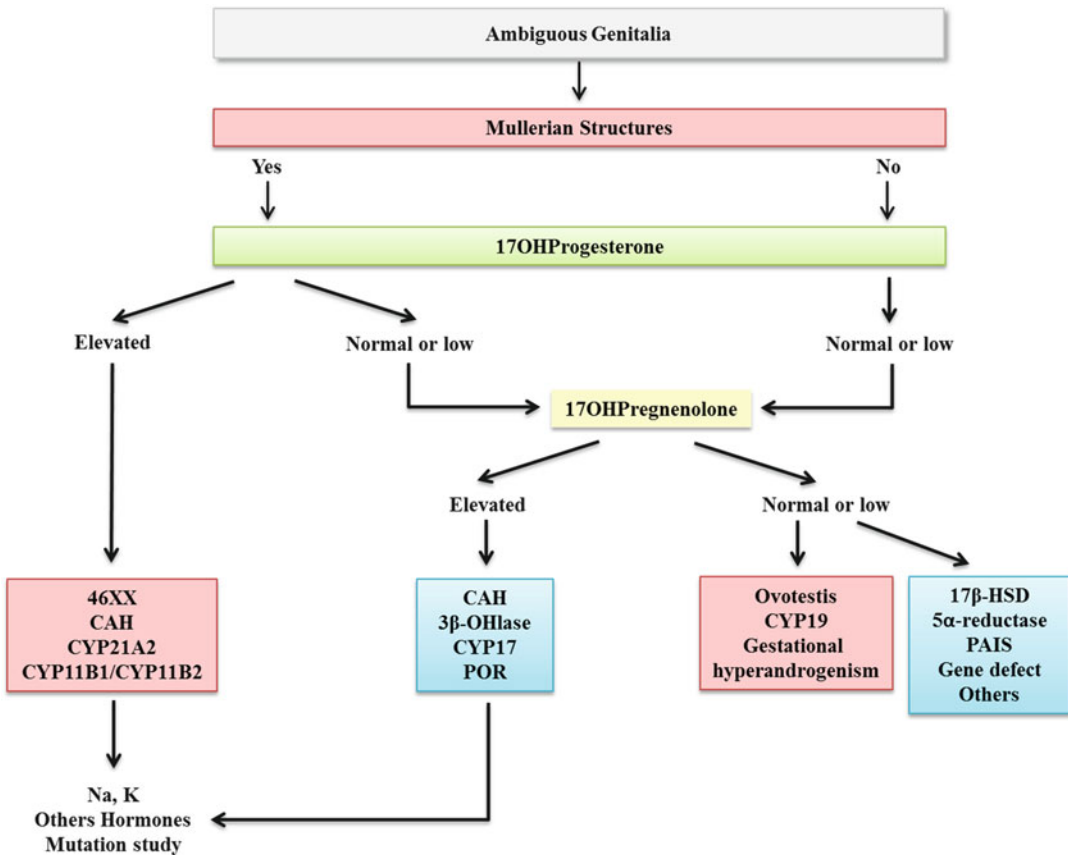 Ambiguous Genitalia
Mullerian Structures
Yes
No
17OHProgesterone
Elevated
Normal or low
Normal or low
17OHPregnenolone
Elevated
Normal or low
46XX
CAH
CYP21A2
CYP11B1/CYP11B2
CAH
3β-OHlase
CYP17
POR
Ovotestis
CYP19
Gestational
hyperandrogenism
17β-HSD
5α-reductase
PAIS
Gene defect
Others
Na, K
Others Hormones
Mutation study